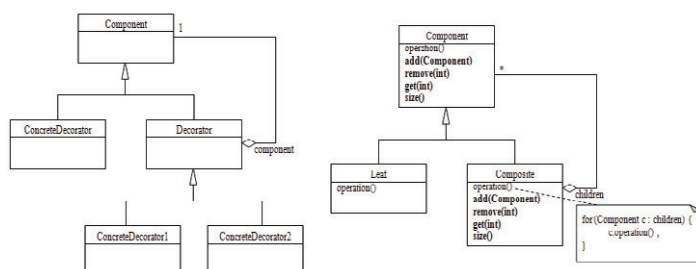 Component
1
ConcreteDecorator
Decorator
component
ConcreteDecorator1
ConcreteDecorator2
Component
operation()
add(Component)
remove(int)
get(int)
size()
*
Leaf
operation()
Composite
operation()
add(Component)
remove(int)
get(int)
size()
children
for (Component c : children) {
c.operation() ,
}